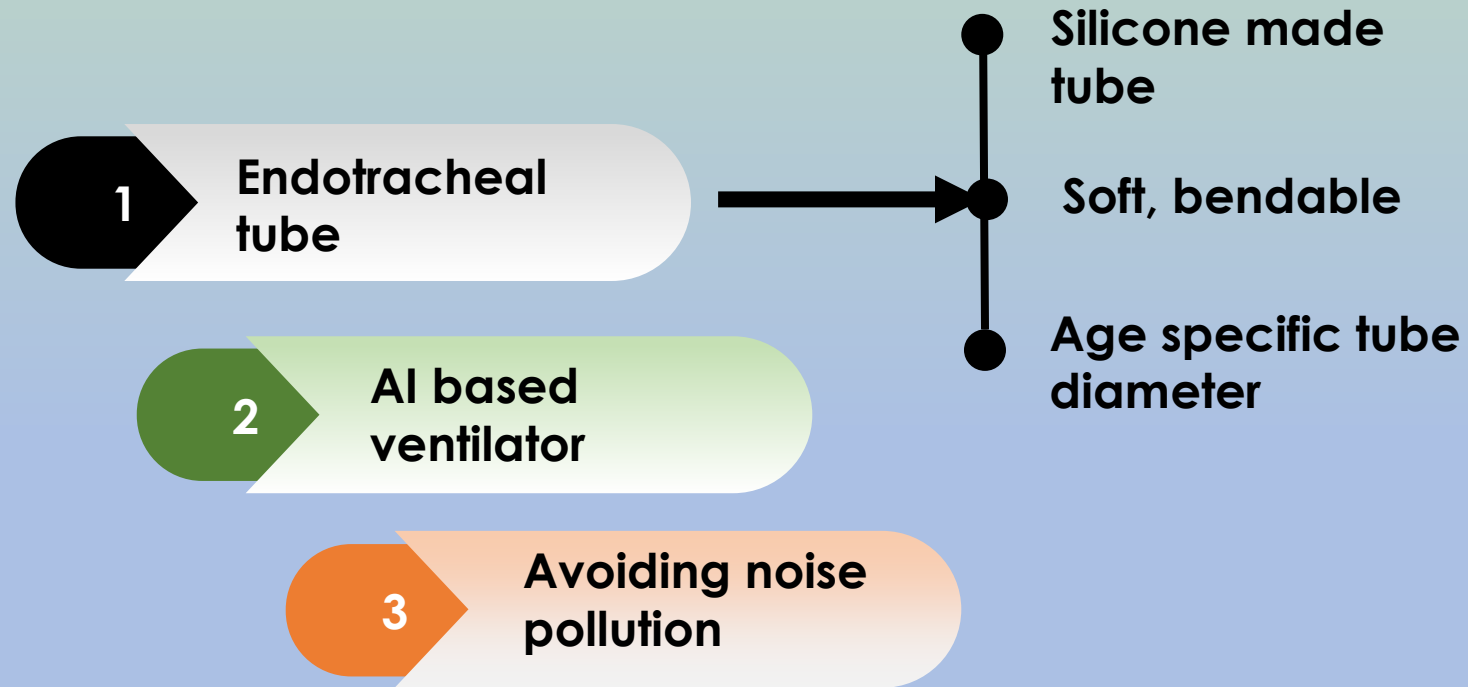 1
Endotracheal
tube
Silicone made
tube
Soft, bendable
Age specific tube
diameter
2
AI based
ventilator
3
Avoiding noise
pollution